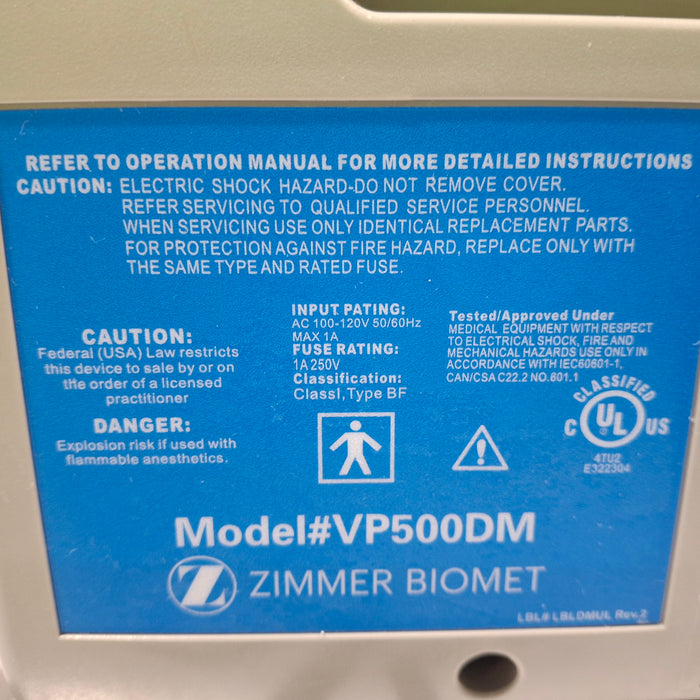 REFER TO OPERATION MANUAL FOR MORE DETAILED INSTRUCTIONS
CAUTION: ELECTRIC SHOCK HAZARD-DO NOT REMOVE COVER.
REFER SERVICING TO QUALIFIED SERVICE PERSONNEL.
WHEN SERVICING USE ONLY IDENTICAL REPLACEMENT PARTS.
FOR PROTECTION AGAINST FIRE HAZARD, REPLACE ONLY WITH
THE SAME TYPE AND RATED FUSE.
CAUTION:
Federal (USA) Law restricts
this device to sale by or on
the order of a licensed
practitioner
DANGER:
Explosion risk if used with
flammable anesthetics.
INPUT PATING:
AC 100-120V 50/60Hz
MAX 1A
FUSE RATING:
1A 250V
Classification:
ClassI,Type BF
Tested/Approved Under
MEDICAL EQUIPMENT WITH RESPECT
TO ELECTRICAL SHOCK, FIRE AND
MECHANICAL HAZARDS USE ONLY IN
ACCORDANCE WITH IEC60601-1,
CAN/CSA C22.2 NO.801.1
CLASSIFIED
C UL US
4TU2
E322304
Model#VP500DM
Z ZIMMER BIOMET
LBL# LBLDMUL Rev.2